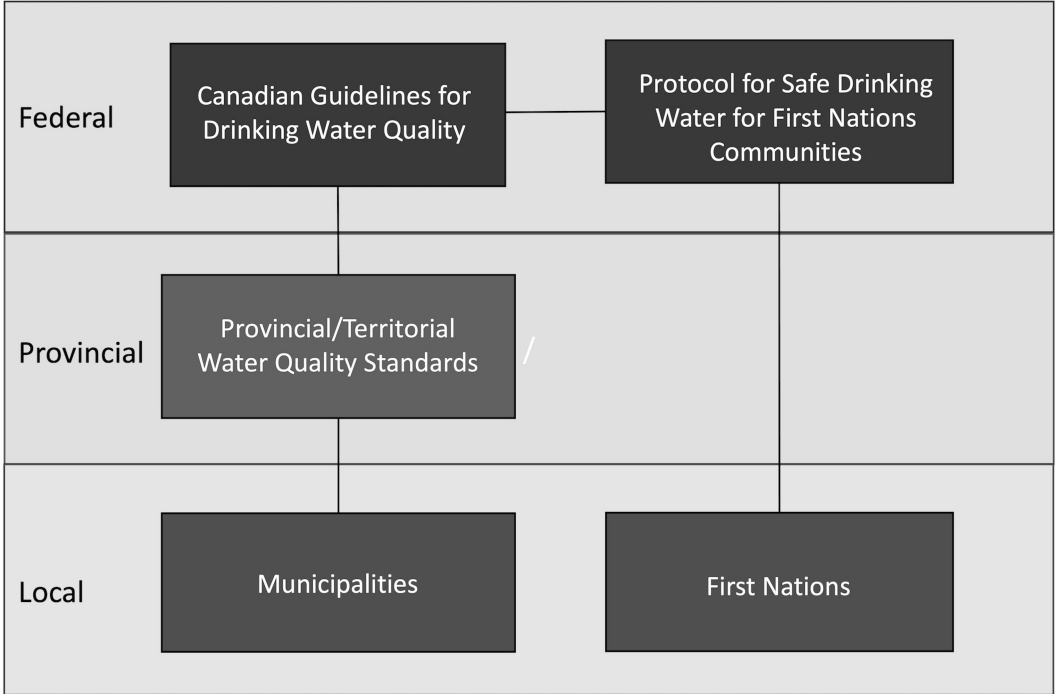 Federal
Canadian Guidelines for
Drinking Water Quality
Protocol for Safe Drinking
Water for First Nations
Communities
Provincial
Provincial/Territorial
Water Quality Standards
/
Local
Municipalities
First Nations